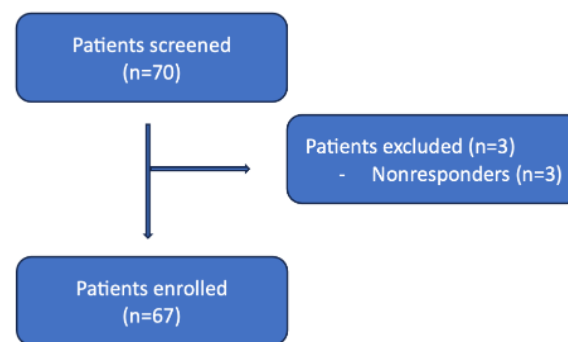 Patients screened
(n=70)
Patients excluded (n=3)
- Nonresponders (n=3)
Patients enrolled
(n=67)